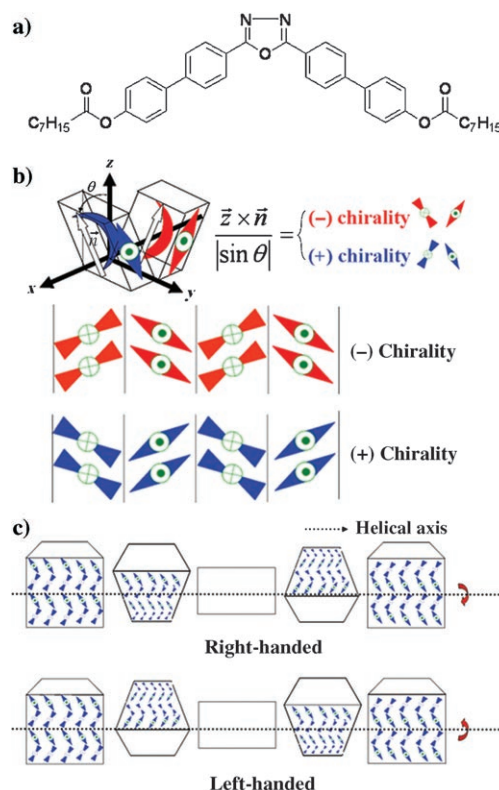 a)
N N
O
O O
C7H15 O O C7H15
b)
z
θ
n⃗
x y
z⃗ × n⃗ / |sin θ| = { (−) chirality
(+) chirality
(−) Chirality
(+) Chirality
c)
Helical axis
Right-handed
Left-handed